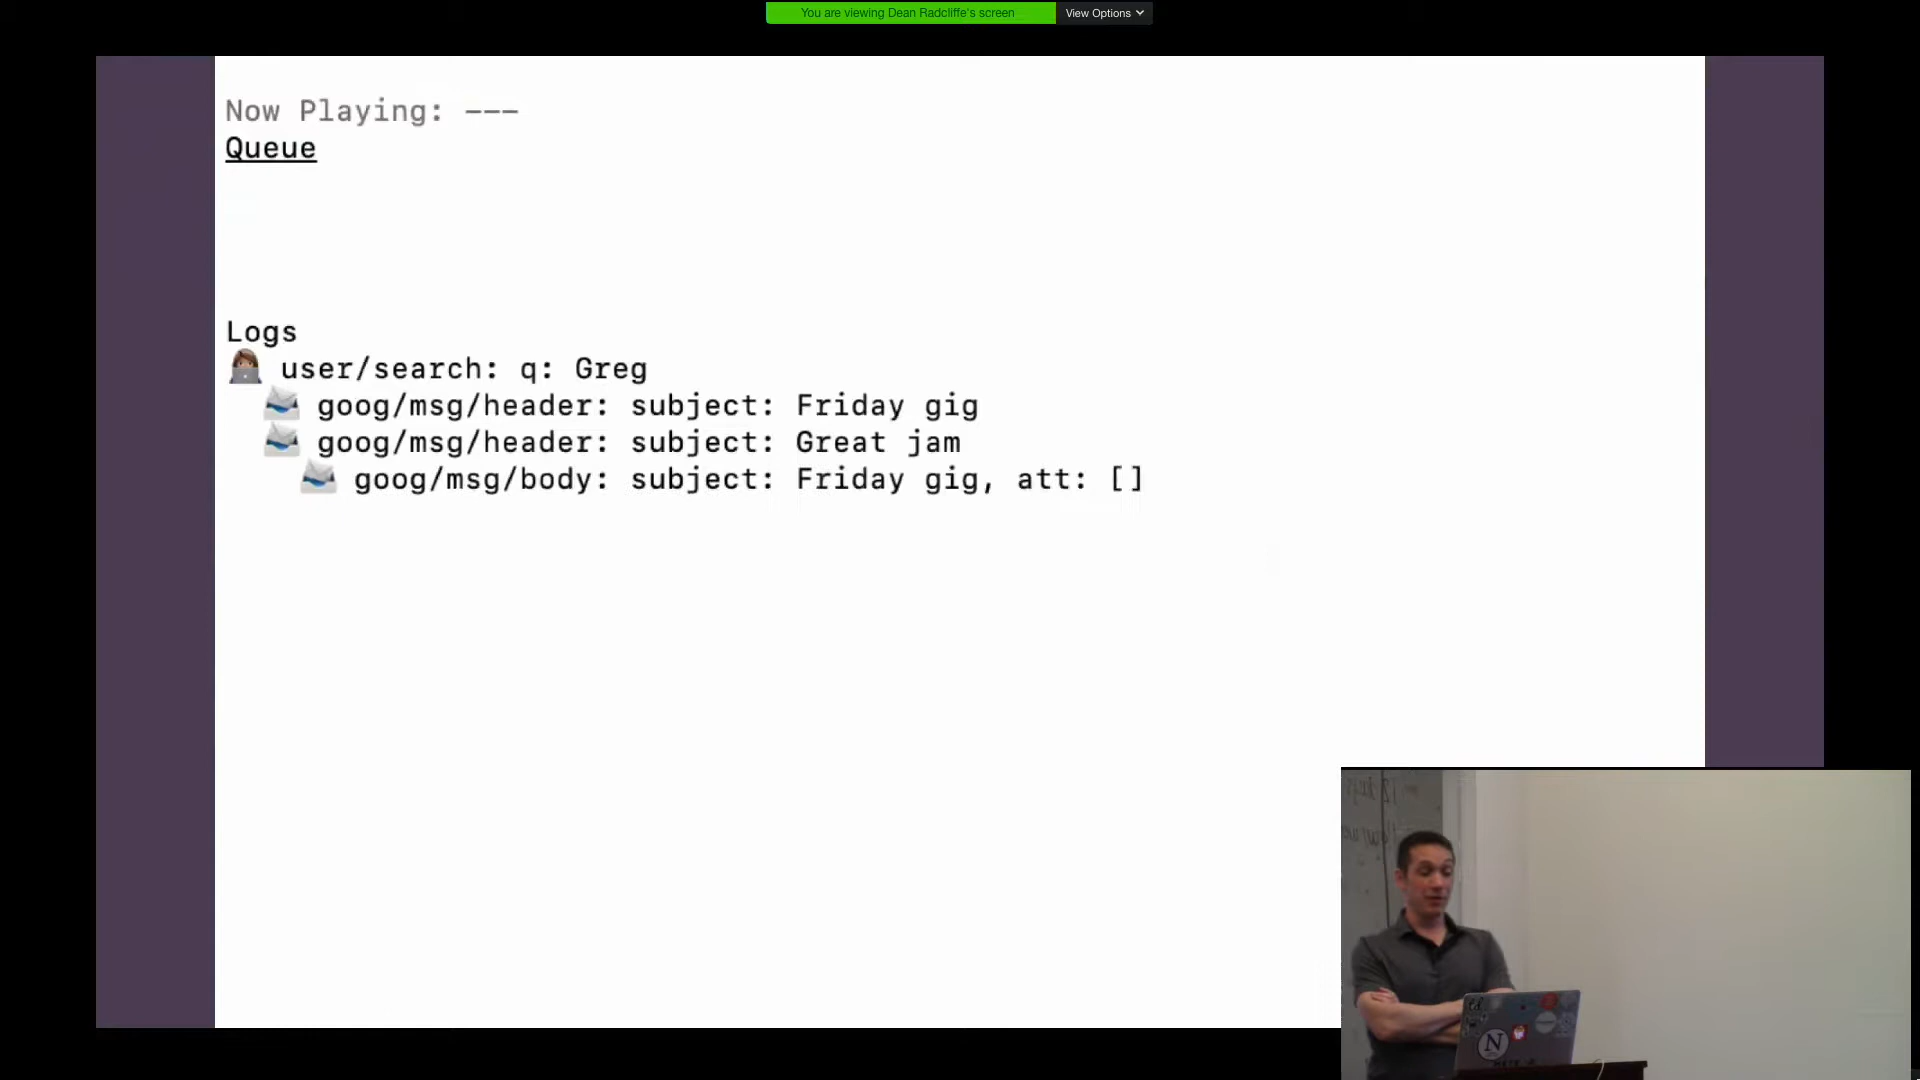 You are viewing Dean Radcliffe's screen
View Options
Now Playing: ---
Queue
Logs
user/search: q: Greg
goog/msg/header: subject: Friday gig
goog/msg/header: subject: Great jam
goog/msg/body: subject: Friday gig, att: []
N